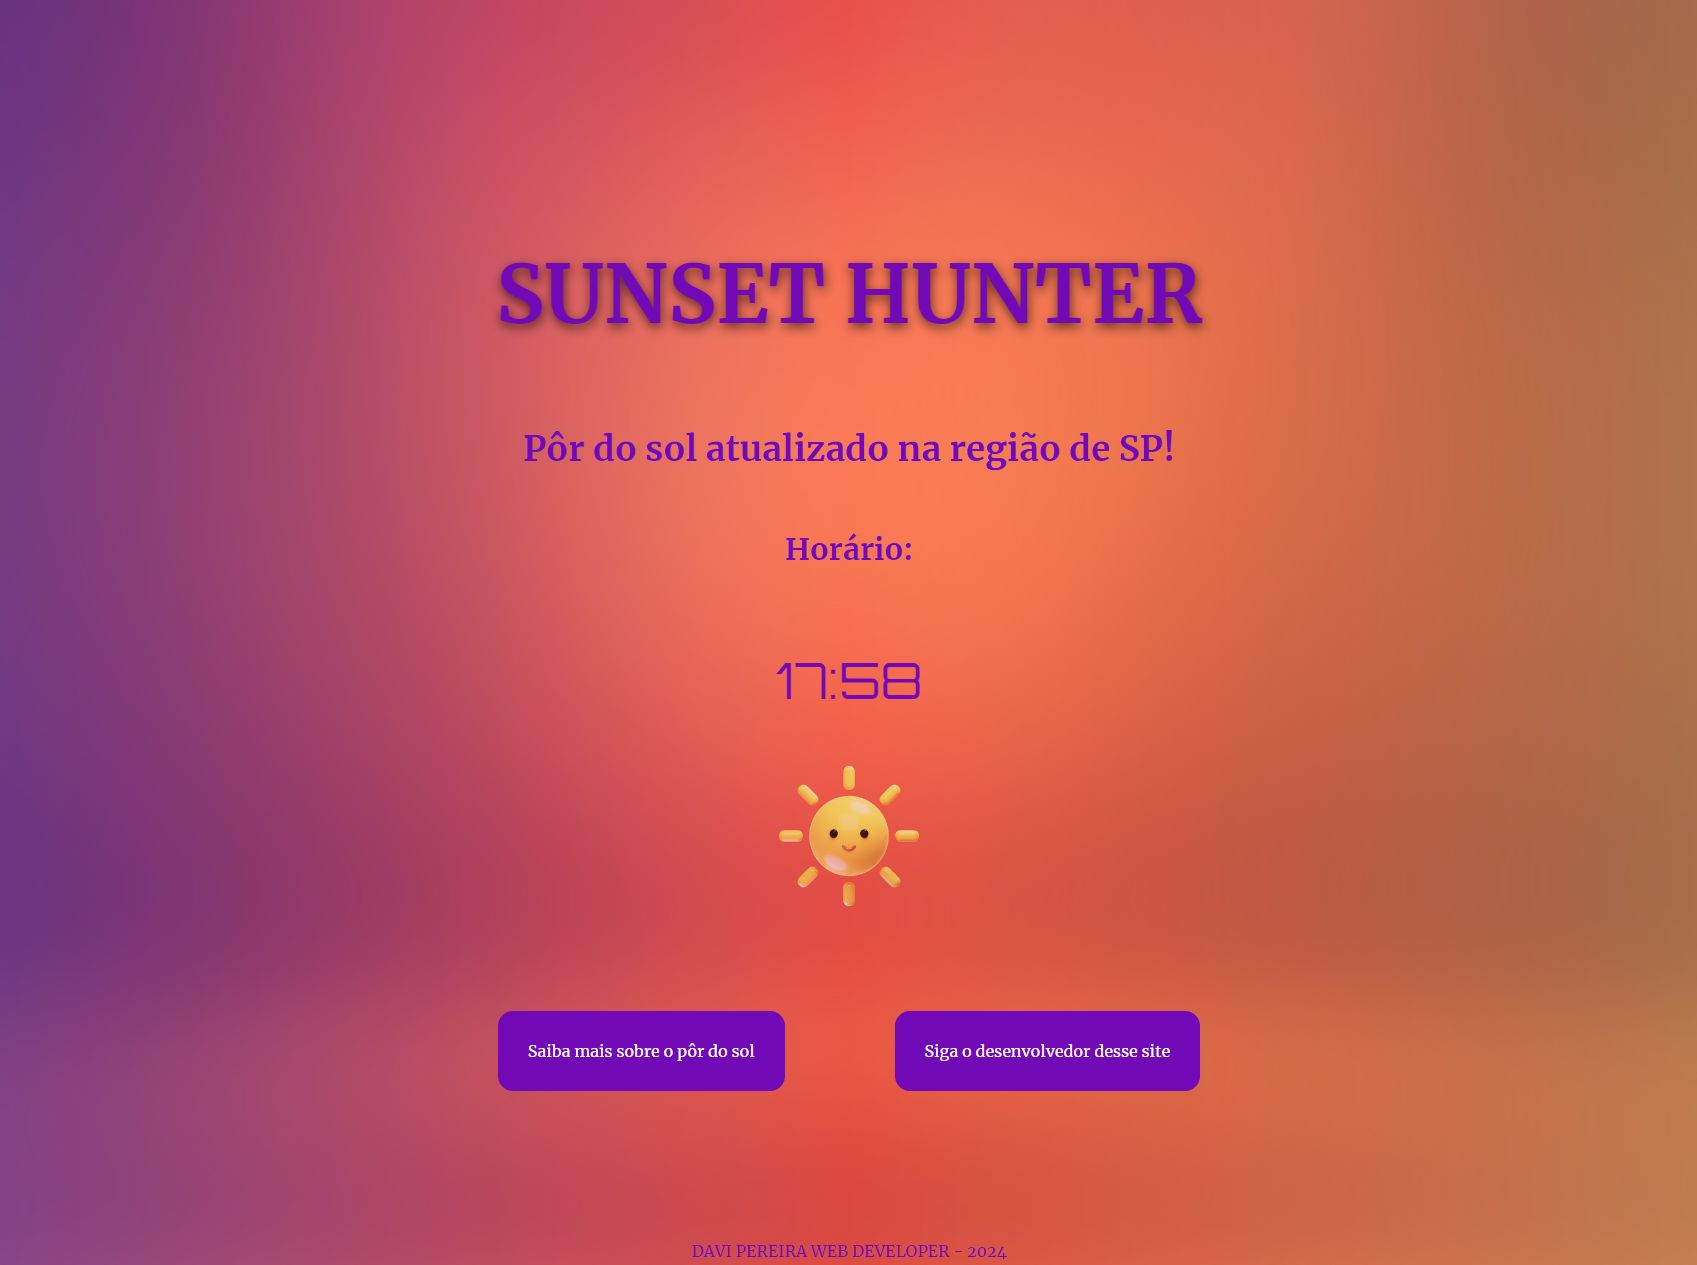 SUNSET HUNTER
Pôr do sol atualizado na região de SP!
Horário:
17:58
Saiba mais sobre o pôr do sol
Siga o desenvolvedor desse site
DAVI PEREIRA WEB DEVELOPER - 2024